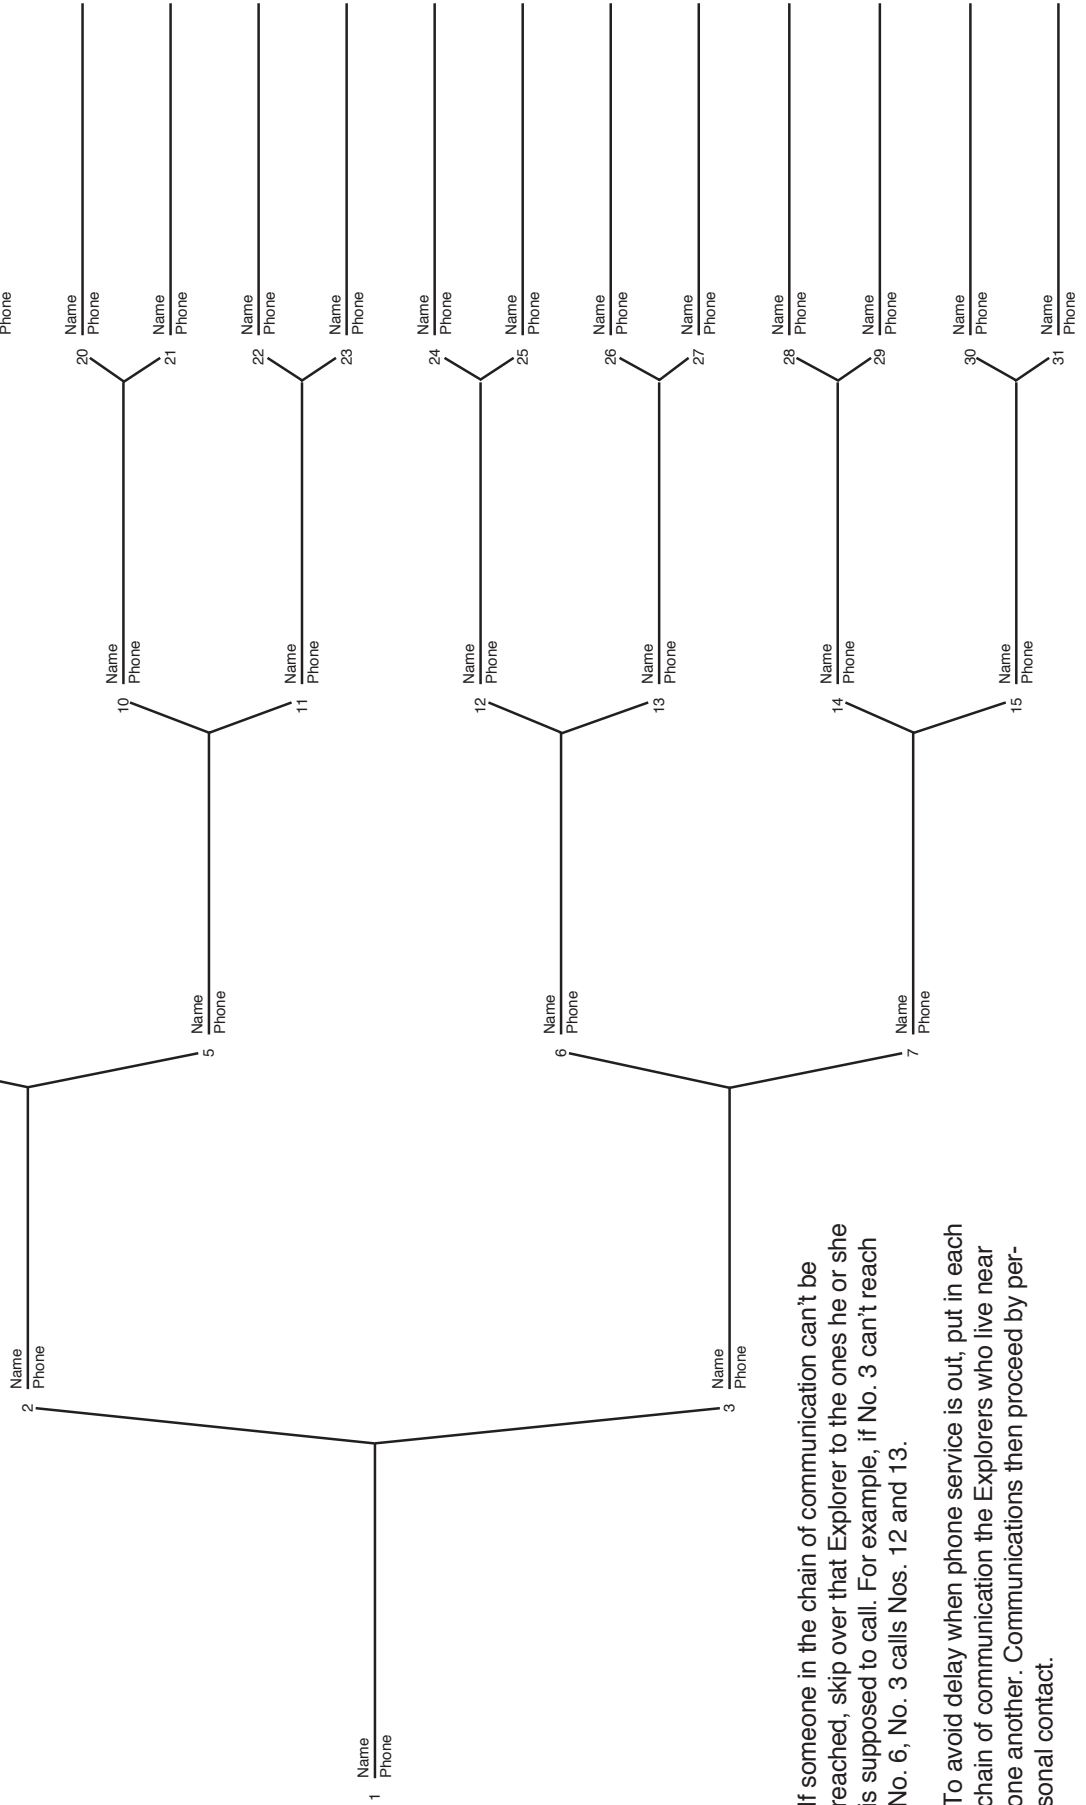 1
Name
Phone
2
Name
Phone
3
Name
Phone
5
Name
Phone
6
Name
Phone
7
Name
Phone
10
Name
Phone
11
Name
Phone
12
Name
Phone
13
Name
Phone
14
Name
Phone
15
Name
Phone
Phone
20
Name
Phone
21
Name
Phone
22
Name
Phone
23
Name
Phone
24
Name
Phone
25
Name
Phone
26
Name
Phone
27
Name
Phone
28
Name
Phone
29
Name
Phone
30
Name
Phone
31
Name
Phone
If someone in the chain of communication can't be
reached, skip over that Explorer to the ones he or she
is supposed to call. For example, if No. 3 can't reach
No. 6, No. 3 calls Nos. 12 and 13.
To avoid delay when phone service is out, put in each
chain of communication the Explorers who live near
one another. Communications then proceed by per-
sonal contact.